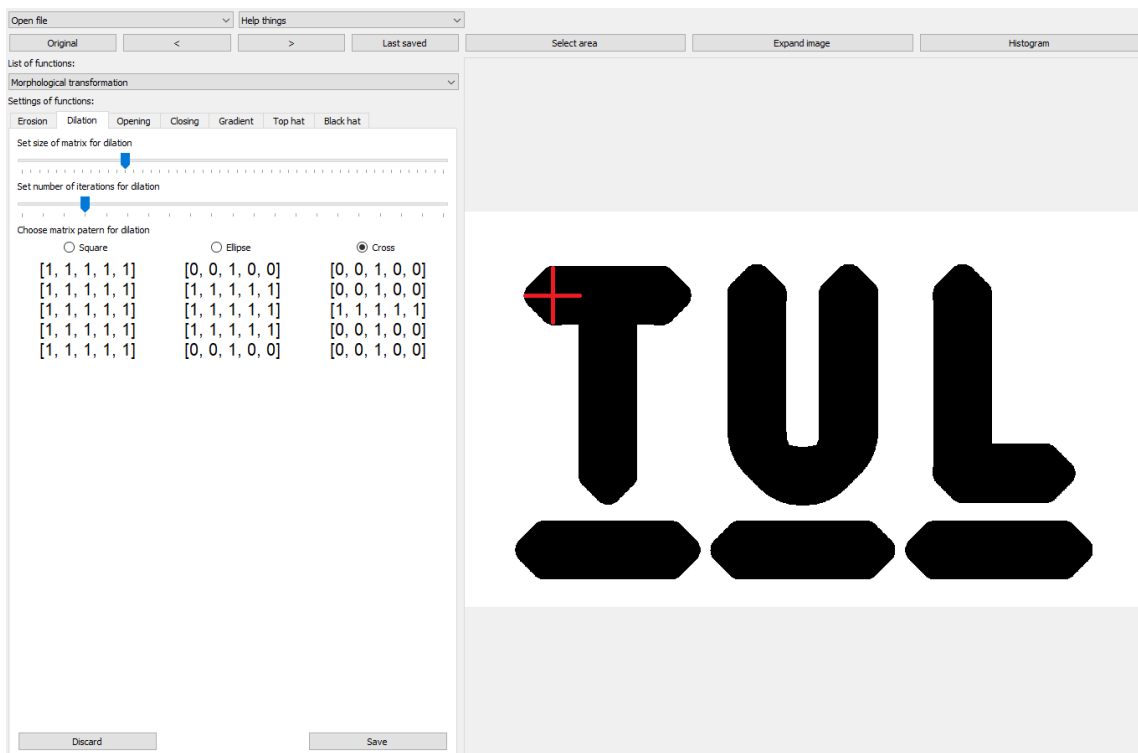 Open file Help things
Original < > Last saved Select area Expand image Histogram
List of functions:
Morphological transformation
Settings of functions:
Erosion Dilation Opening Closing Gradient Top hat Black hat
Set size of matrix for dilation
Set number of iterations for dilation
Choose matrix patern for dilation
Square Elipse Cross
[1, 1, 1, 1, 1] [0, 0, 1, 0, 0] [0, 0, 1, 0, 0]
[1, 1, 1, 1, 1] [1, 1, 1, 1, 1] [0, 0, 1, 0, 0]
[1, 1, 1, 1, 1] [1, 1, 1, 1, 1] [1, 1, 1, 1, 1]
[1, 1, 1, 1, 1] [1, 1, 1, 1, 1] [0, 0, 1, 0, 0]
[1, 1, 1, 1, 1] [0, 0, 1, 0, 0] [0, 0, 1, 0, 0]
TUL
Discard Save